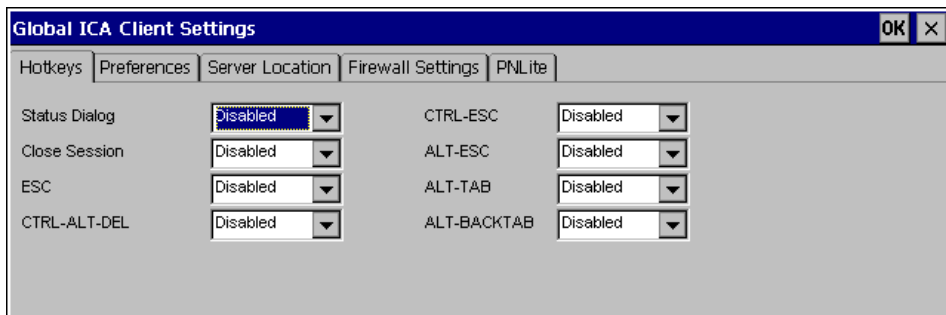 Global ICA Client Settings OK ×
Hotkeys Preferences Server Location Firewall Settings PNLite
Status Dialog Disabled CTRL-ESC Disabled
Close Session Disabled ALT-ESC Disabled
ESC Disabled ALT-TAB Disabled
CTRL-ALT-DEL Disabled ALT-BACKTAB Disabled